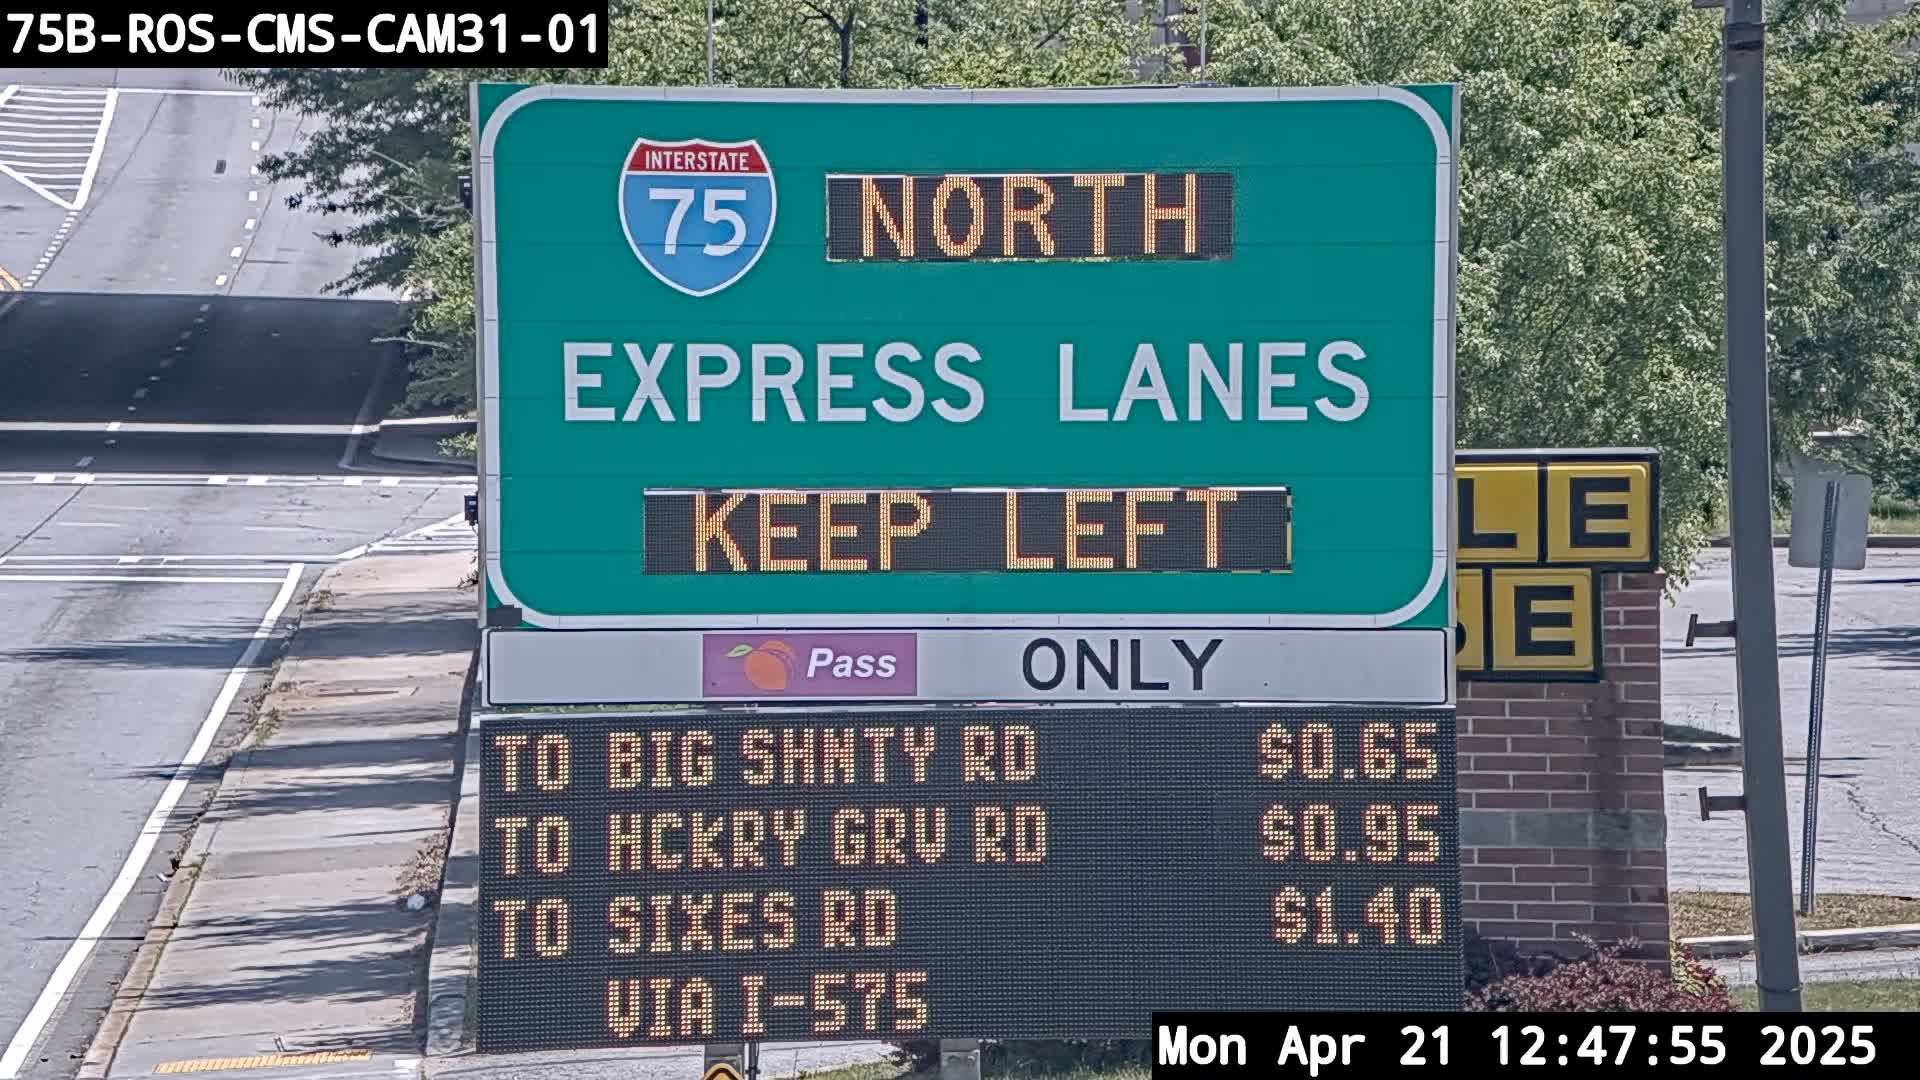 75B-ROS-CMS-CAM31-01
INTERSTATE
75
NORTH
EXPRESS LANES
KEEP LEFT
Pass ONLY
TO BIG SHNTY RD $0.65
TO HCKRY GRV RD $0.95
TO SIXES RD $1.40
VIA I-575
LE
E
Mon Apr 21 12:47:55 2025